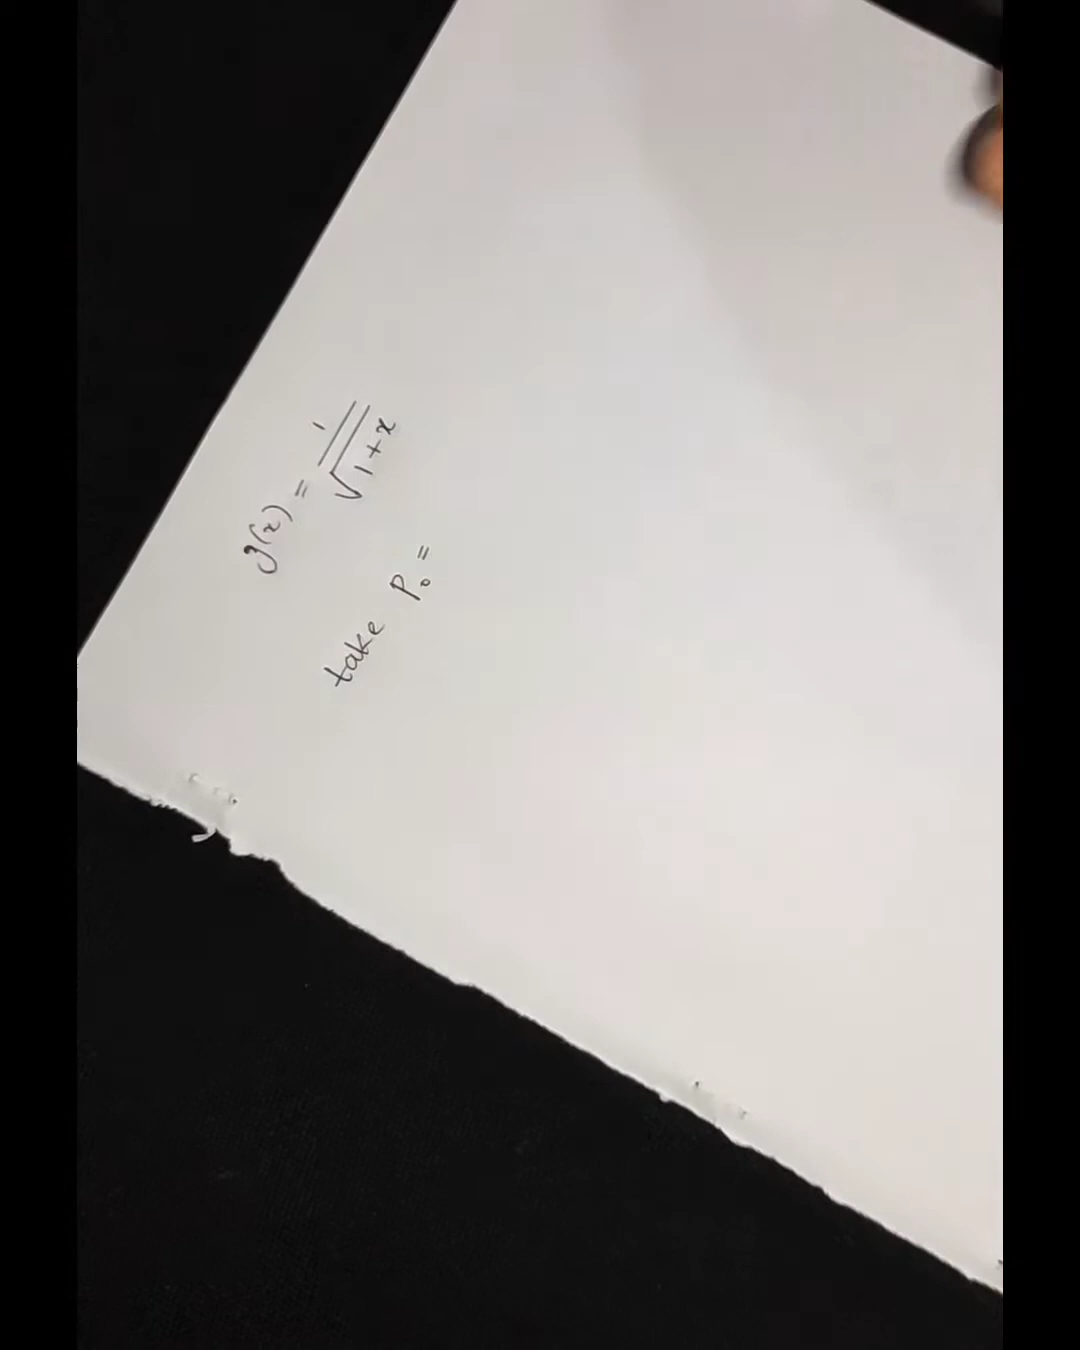 g(x) = 1/√(1+x)
take P₀ =